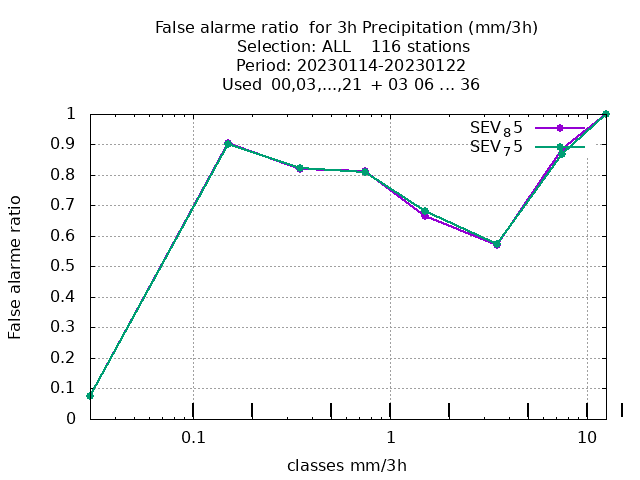 False alarme ratio  for 3h Precipitation (mm/3h)
Selection: ALL    116 stations
Period: 20230114-20230122
Used  00,03,...,21  + 03 06 ... 36
SEV₈5
SEV₇5
1
0.9
0.8
0.7
0.6
0.5
0.4
0.3
0.2
0.1
0
False alarme ratio
0.1
1
10
classes mm/3h